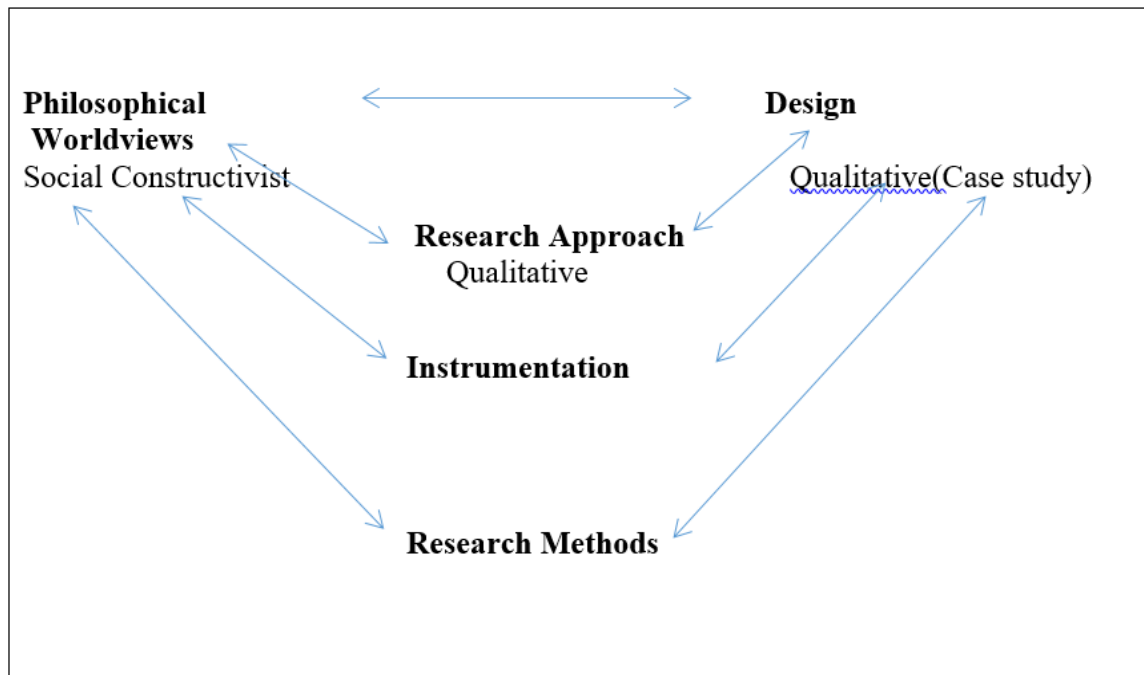 Philosophical
Worldviews
Social Constructivist
Design
Qualitative(Case study)
Research Approach
Qualitative
Instrumentation
Research Methods